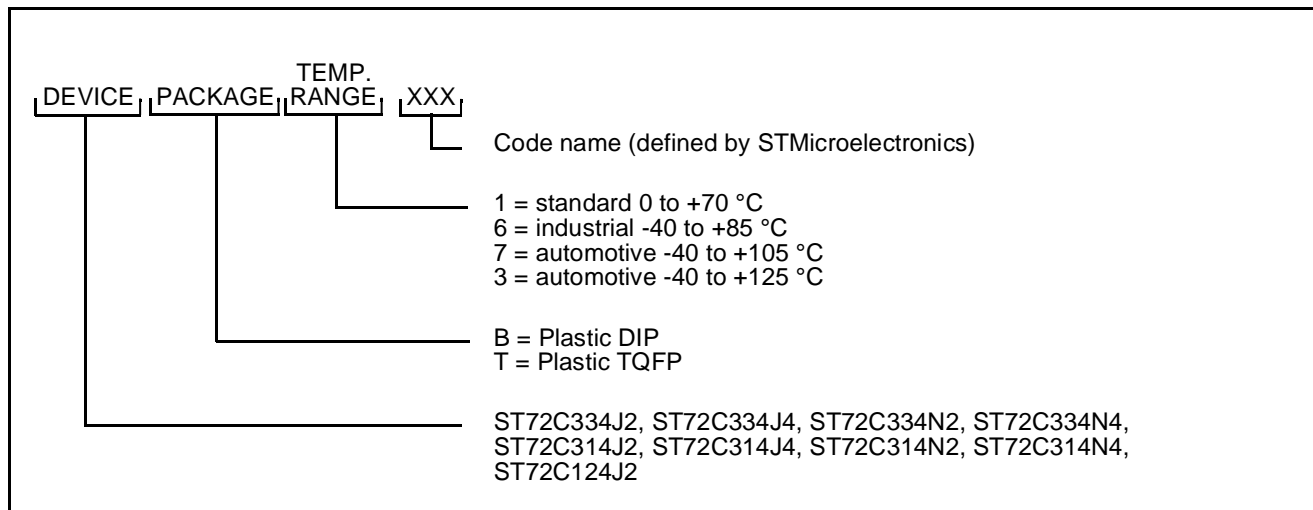 TEMP.
DEVICE PACKAGE RANGE XXX
Code name (defined by STMicroelectronics)
1 = standard 0 to +70 °C
6 = industrial -40 to +85 °C
7 = automotive -40 to +105 °C
3 = automotive -40 to +125 °C
B = Plastic DIP
T = Plastic TQFP
ST72C334J2, ST72C334J4, ST72C334N2, ST72C334N4,
ST72C314J2, ST72C314J4, ST72C314N2, ST72C314N4,
ST72C124J2